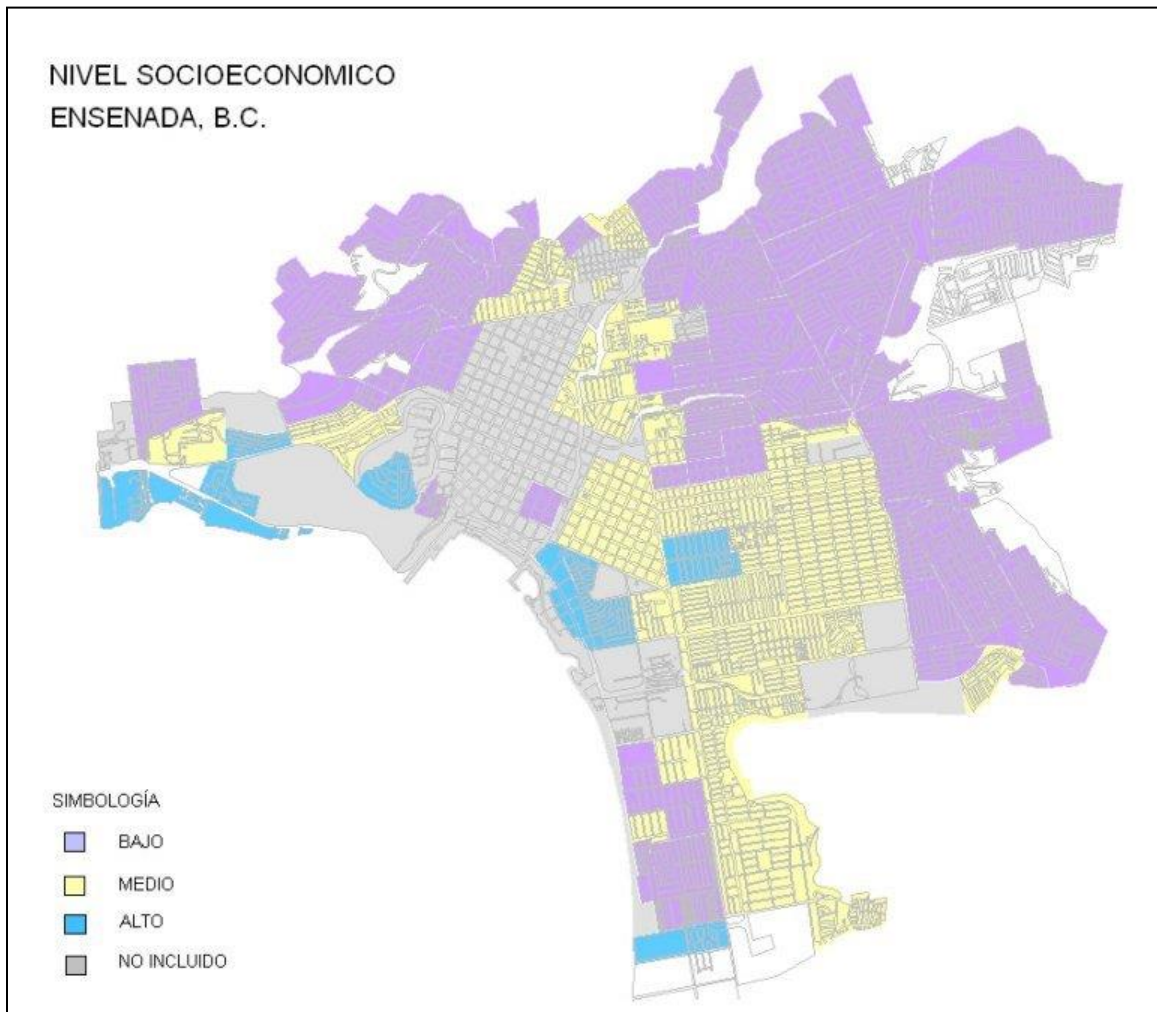 NIVEL SOCIOECONOMICO
ENSENADA, B.C.
SIMBOLOGÍA
BAJO
MEDIO
ALTO
NO INCLUIDO